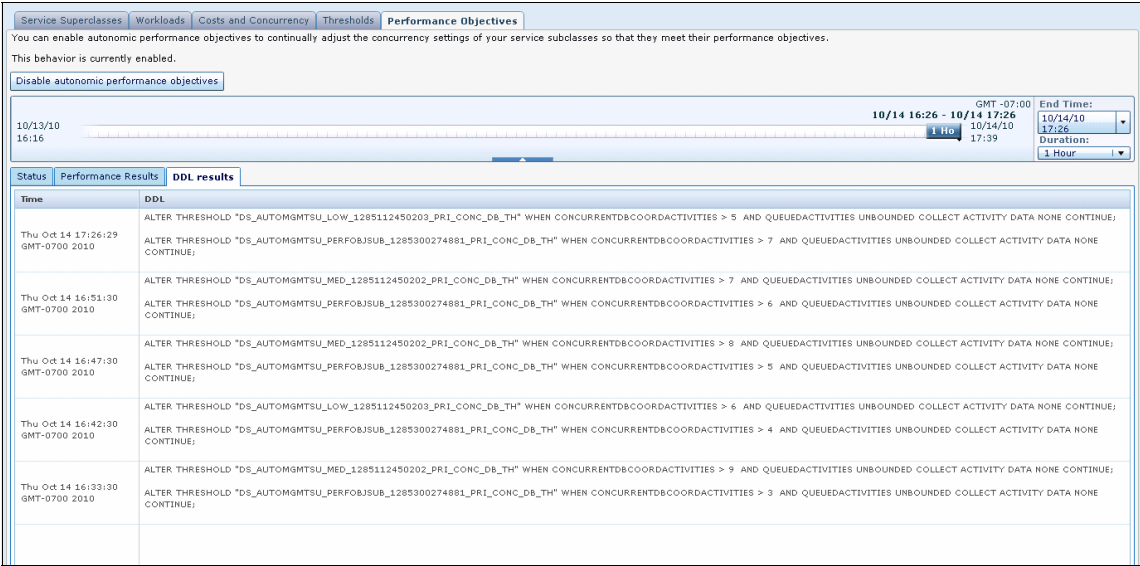 Service Superclasses Workloads Costs and Concurrency Thresholds Performance Objectives
You can enable autonomic performance objectives to continually adjust the concurrency settings of your service subclasses so that they meet their performance objectives.
This behavior is currently enabled.
Disable autonomic performance objectives
GMT -07:00
10/14 16:26 - 10/14 17:26
10/13/10
16:16
1 Ho
10/14/10
17:39
End Time:
10/14/10
17:26
Duration:
1 Hour
Status Performance Results DDL results
Time DDL
Thu Oct 14 17:26:29
GMT-0700 2010
ALTER THRESHOLD "DS_AUTOMGMTSU_LOW_1285112450203_PRI_CONC_DB_TH" WHEN CONCURRENTDBCOORDACTIVITIES > 5 AND QUEUEDACTIVITIES UNBOUNDED COLLECT ACTIVITY DATA NONE CONTINUE;
ALTER THRESHOLD "DS_AUTOMGMTSU_PERFOBJSUB_1285300274881_PRI_CONC_DB_TH" WHEN CONCURRENTDBCOORDACTIVITIES > 7 AND QUEUEDACTIVITIES UNBOUNDED COLLECT ACTIVITY DATA NONE
CONTINUE;
Thu Oct 14 16:51:30
GMT-0700 2010
ALTER THRESHOLD "DS_AUTOMGMTSU_MED_1285112450202_PRI_CONC_DB_TH" WHEN CONCURRENTDBCOORDACTIVITIES > 7 AND QUEUEDACTIVITIES UNBOUNDED COLLECT ACTIVITY DATA NONE CONTINUE;
ALTER THRESHOLD "DS_AUTOMGMTSU_PERFOBJSUB_1285300274881_PRI_CONC_DB_TH" WHEN CONCURRENTDBCOORDACTIVITIES > 6 AND QUEUEDACTIVITIES UNBOUNDED COLLECT ACTIVITY DATA NONE
CONTINUE;
Thu Oct 14 16:47:30
GMT-0700 2010
ALTER THRESHOLD "DS_AUTOMGMTSU_MED_1285112450202_PRI_CONC_DB_TH" WHEN CONCURRENTDBCOORDACTIVITIES > 8 AND QUEUEDACTIVITIES UNBOUNDED COLLECT ACTIVITY DATA NONE CONTINUE;
ALTER THRESHOLD "DS_AUTOMGMTSU_PERFOBJSUB_1285300274881_PRI_CONC_DB_TH" WHEN CONCURRENTDBCOORDACTIVITIES > 5 AND QUEUEDACTIVITIES UNBOUNDED COLLECT ACTIVITY DATA NONE
CONTINUE;
Thu Oct 14 16:42:30
GMT-0700 2010
ALTER THRESHOLD "DS_AUTOMGMTSU_LOW_1285112450203_PRI_CONC_DB_TH" WHEN CONCURRENTDBCOORDACTIVITIES > 6 AND QUEUEDACTIVITIES UNBOUNDED COLLECT ACTIVITY DATA NONE CONTINUE;
ALTER THRESHOLD "DS_AUTOMGMTSU_PERFOBJSUB_1285300274881_PRI_CONC_DB_TH" WHEN CONCURRENTDBCOORDACTIVITIES > 4 AND QUEUEDACTIVITIES UNBOUNDED COLLECT ACTIVITY DATA NONE
CONTINUE;
Thu Oct 14 16:33:30
GMT-0700 2010
ALTER THRESHOLD "DS_AUTOMGMTSU_MED_1285112450202_PRI_CONC_DB_TH" WHEN CONCURRENTDBCOORDACTIVITIES > 9 AND QUEUEDACTIVITIES UNBOUNDED COLLECT ACTIVITY DATA NONE CONTINUE;
ALTER THRESHOLD "DS_AUTOMGMTSU_PERFOBJSUB_1285300274881_PRI_CONC_DB_TH" WHEN CONCURRENTDBCOORDACTIVITIES > 3 AND QUEUEDACTIVITIES UNBOUNDED COLLECT ACTIVITY DATA NONE
CONTINUE;